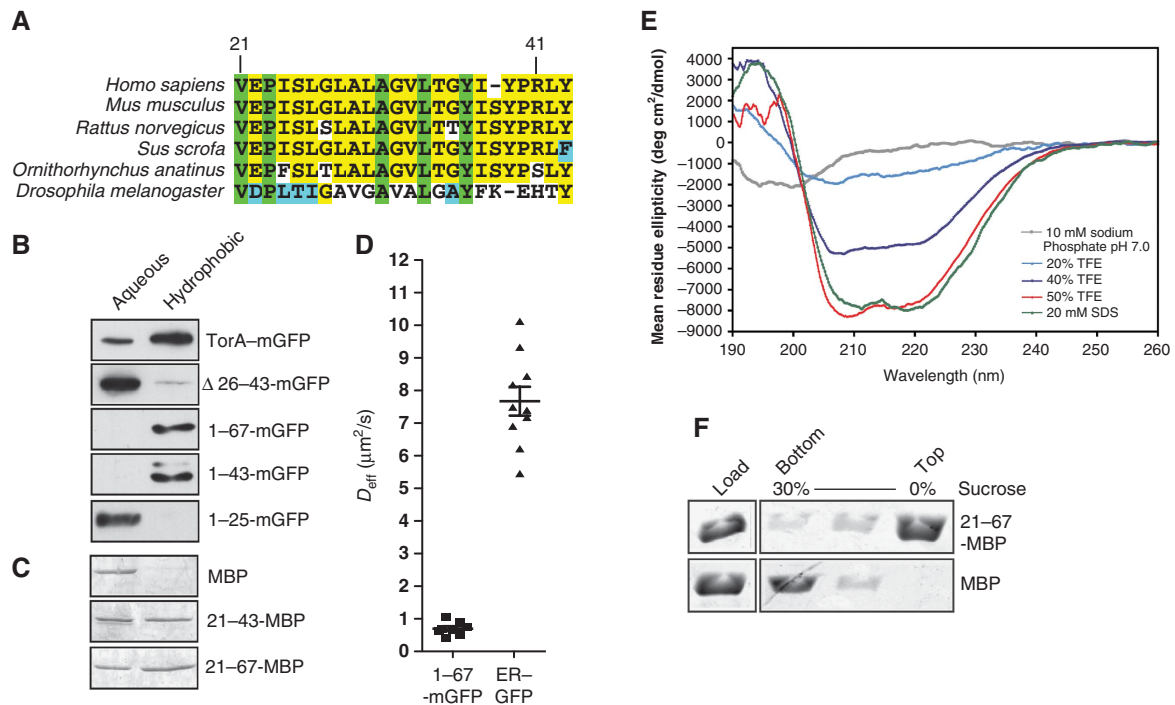 A
21 41
Homo sapiens VEPISLGLALAGVLTGYI-YPRLY
Mus musculus VEPISLGLALAGVLTGYISYPRLY
Rattus norvegicus VEPISLSLALAGVLTTYISYPRLY
Sus scrofa VEPISLGLALAGVLTGYISYPRLF
Ornithorhynchus anatinus VEPFSLTLALAGVLTGYISYPSLY
Drosophila melanogaster VDPLTIGAVGAVALGAYFK-EHTY
B
Aqueous Hydrophobic
TorA–mGFP
Δ 26–43-mGFP
1–67-mGFP
1–43-mGFP
1–25-mGFP
C
MBP
21–43-MBP
21–67-MBP
D
Deff (μm²/s)
12
11
10
9
8
7
6
5
4
3
2
1
0
1–67
-mGFP
ER–
GFP
E
Mean residue ellipticity (deg cm²/dmol)
4000
3000
2000
1000
0
–1000
–2000
–3000
–4000
–5000
–6000
–7000
–8000
–9000
190 200 210 220 230 240 250 260
Wavelength (nm)
10 mM sodium
Phosphate pH 7.0
20% TFE
40% TFE
50% TFE
20 mM SDS
F
Load Bottom Top
30% 0% Sucrose
21–67
-MBP
MBP